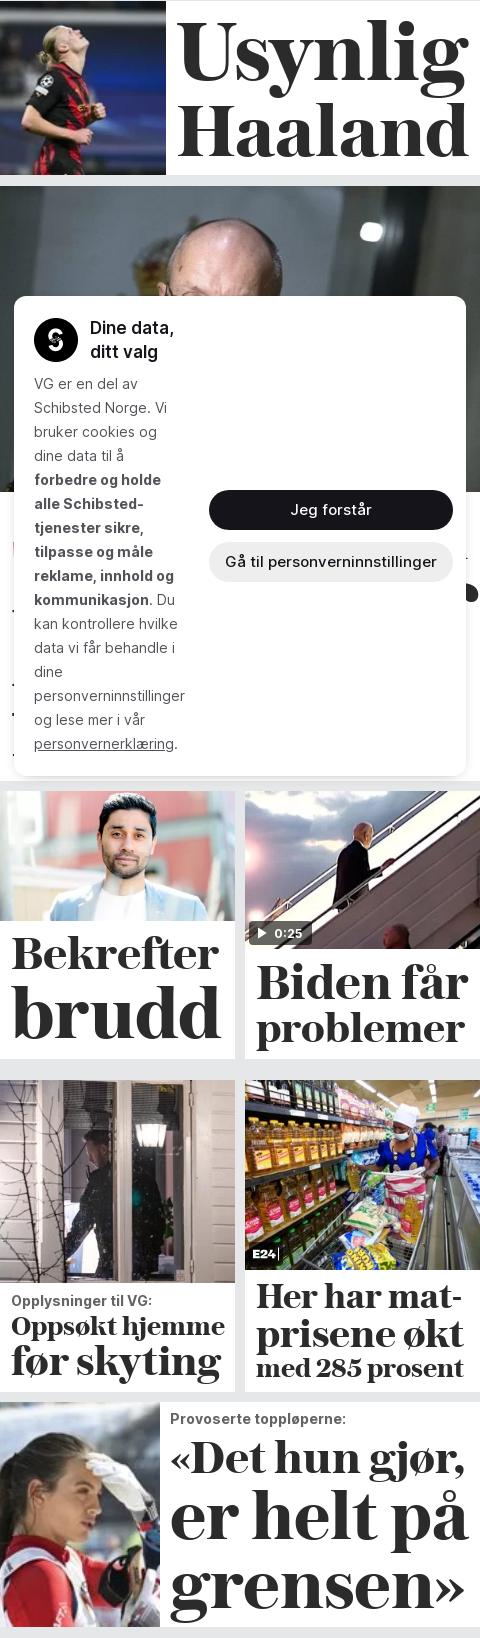 Usynlig
Haaland
Dine data,
ditt valg
VG er en del av
Schibsted Norge. Vi
bruker cookies og
dine data til å
forbedre og holde
alle Schibsted-
tjenester sikre,
tilpasse og måle
reklame, innhold og
kommunikasjon. Du
kan kontrollere hvilke
data vi får behandle i
dine
personverninnstillinger
og lese mer i vår
personvernerklæring.
Jeg forstår
Gå til personverninnstillinger
Bekrefter
brudd
0:25
Biden får
problemer
Opplysninger til VG:
Oppsøkt hjemme
før skyting
E24
Her har mat-
prisene økt
med 285 prosent
Provoserte toppløperne:
«Det hun gjør,
er helt på
grensen»